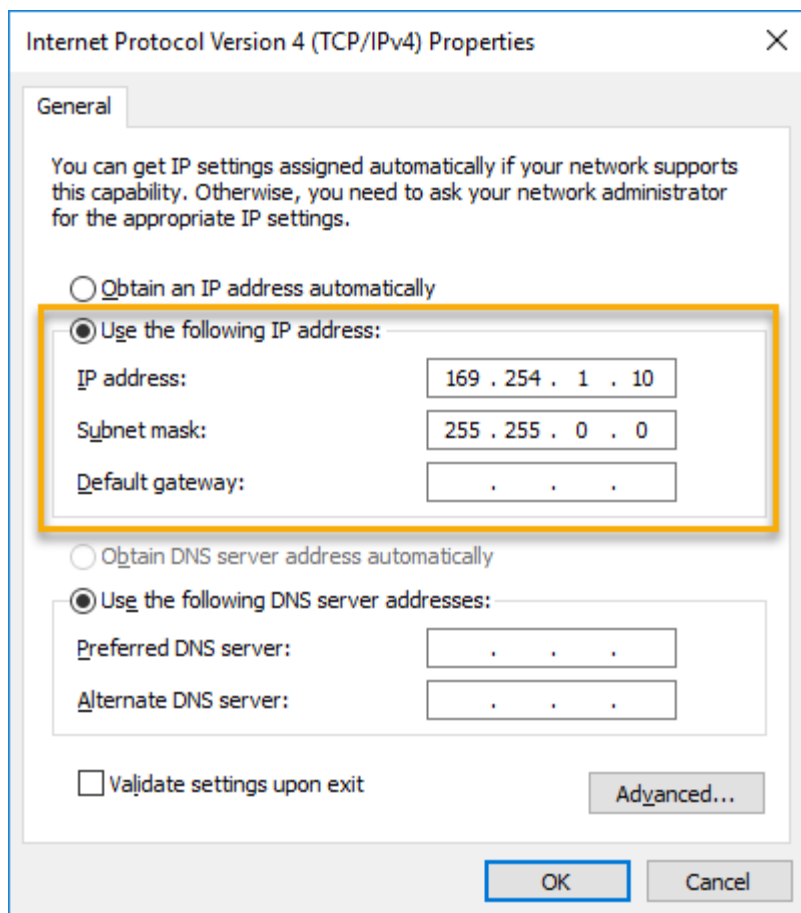 Internet Protocol Version 4 (TCP/IPv4) Properties
General
You can get IP settings assigned automatically if your network supports
this capability. Otherwise, you need to ask your network administrator
for the appropriate IP settings.
Obtain an IP address automatically
Use the following IP address:
IP address: 169 . 254 . 1 . 10
Subnet mask: 255 . 255 . 0 . 0
Default gateway: . . .
Obtain DNS server address automatically
Use the following DNS server addresses:
Preferred DNS server: . . .
Alternate DNS server: . . .
Validate settings upon exit
Advanced...
OK Cancel